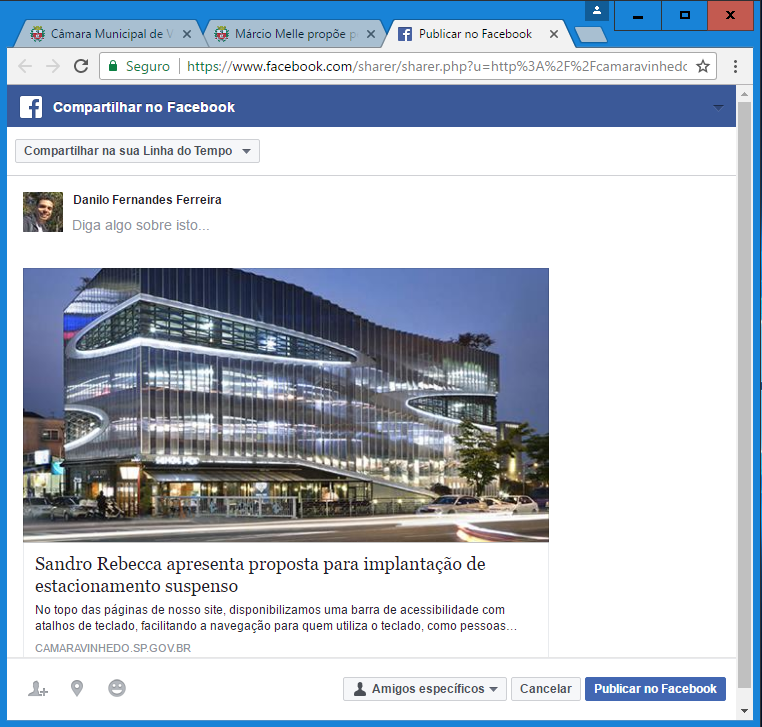 Câmara Municipal de V
Márcio Melle propõe p
Publicar no Facebook
Seguro
https://www.facebook.com/sharer/sharer.php?u=http%3A%2F%2Fcamaravinhedo
Compartilhar no Facebook
Compartilhar na sua Linha do Tempo
Danilo Fernandes Ferreira
Diga algo sobre isto...
Sandro Rebecca apresenta proposta para implantação de
estacionamento suspenso
No topo das páginas de nosso site, disponibilizamos uma barra de acessibilidade com
atalhos de teclado, facilitando a navegação para quem utiliza o teclado, como pessoas…
CAMARAVINHEDO.SP.GOV.BR
Amigos específicos
Cancelar
Publicar no Facebook